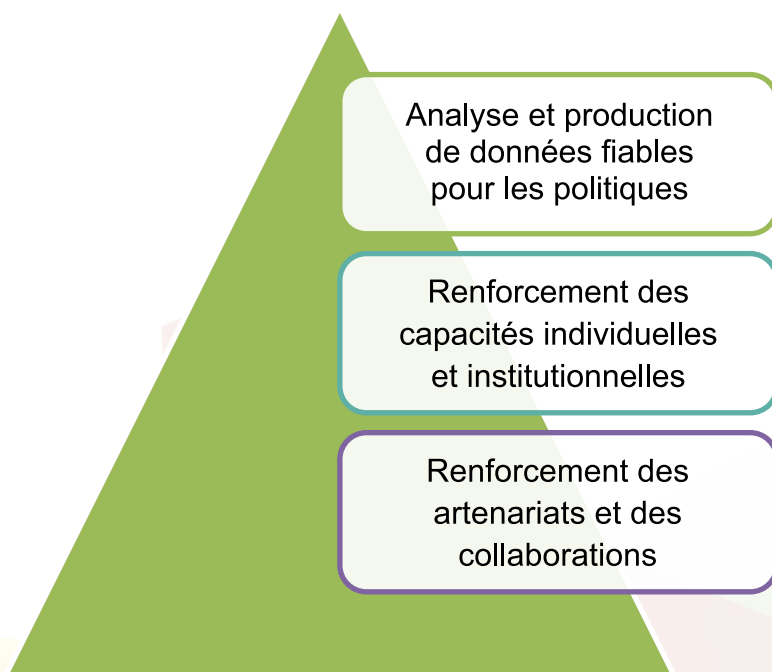 Analyse et production
de données fiables
pour les politiques
Renforcement des
capacités individuelles
et institutionnelles
Renforcement des
artenariats et des
collaborations